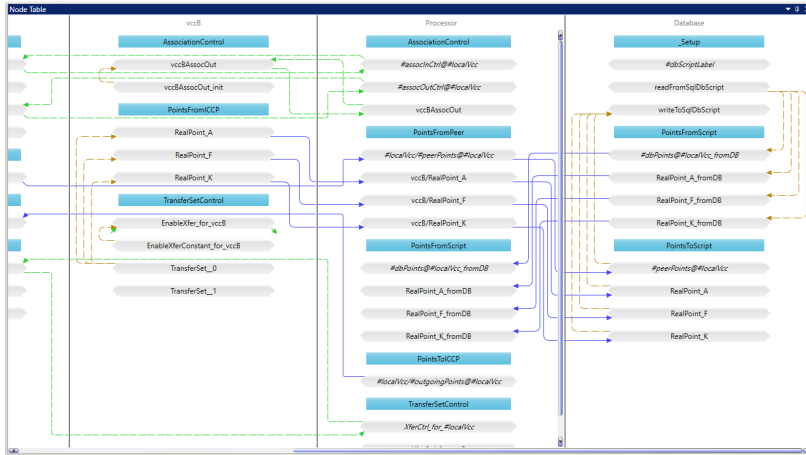 Node Table
vccB
Processor
Database
AssociationControl
vccBAssocOut
vccBAssocOut_init
PointsFromICCP
RealPoint_A
RealPoint_F
RealPoint_K
TransferSetControl
EnableXfer_for_vccB
EnableXferConstant_for_vccB
TransferSet__0
TransferSet__1
AssociationControl
#assocInCtrl@#localVcc
#assocOutCtrl@#localVcc
vccBAssocOut
PointsFromPeer
#localVcc/#peerPoints@#localVcc
vccB/RealPoint_A
vccB/RealPoint_F
vccB/RealPoint_K
PointsFromScript
#dbPoints@#localVcc_fromDB
RealPoint_A_fromDB
RealPoint_F_fromDB
RealPoint_K_fromDB
PointsToICCP
#localVcc/#outgoingPoints@#localVcc
TransferSetControl
XferCtrl_for_#localVcc
_Setup
#dbScriptLabel
readFromSqlDbScript
writeToSqlDbScript
PointsFromScript
#dbPoints@#localVcc_fromDB
RealPoint_A_fromDB
RealPoint_F_fromDB
RealPoint_K_fromDB
PointsToScript
#peerPoints@#localVcc
RealPoint_A
RealPoint_F
RealPoint_K